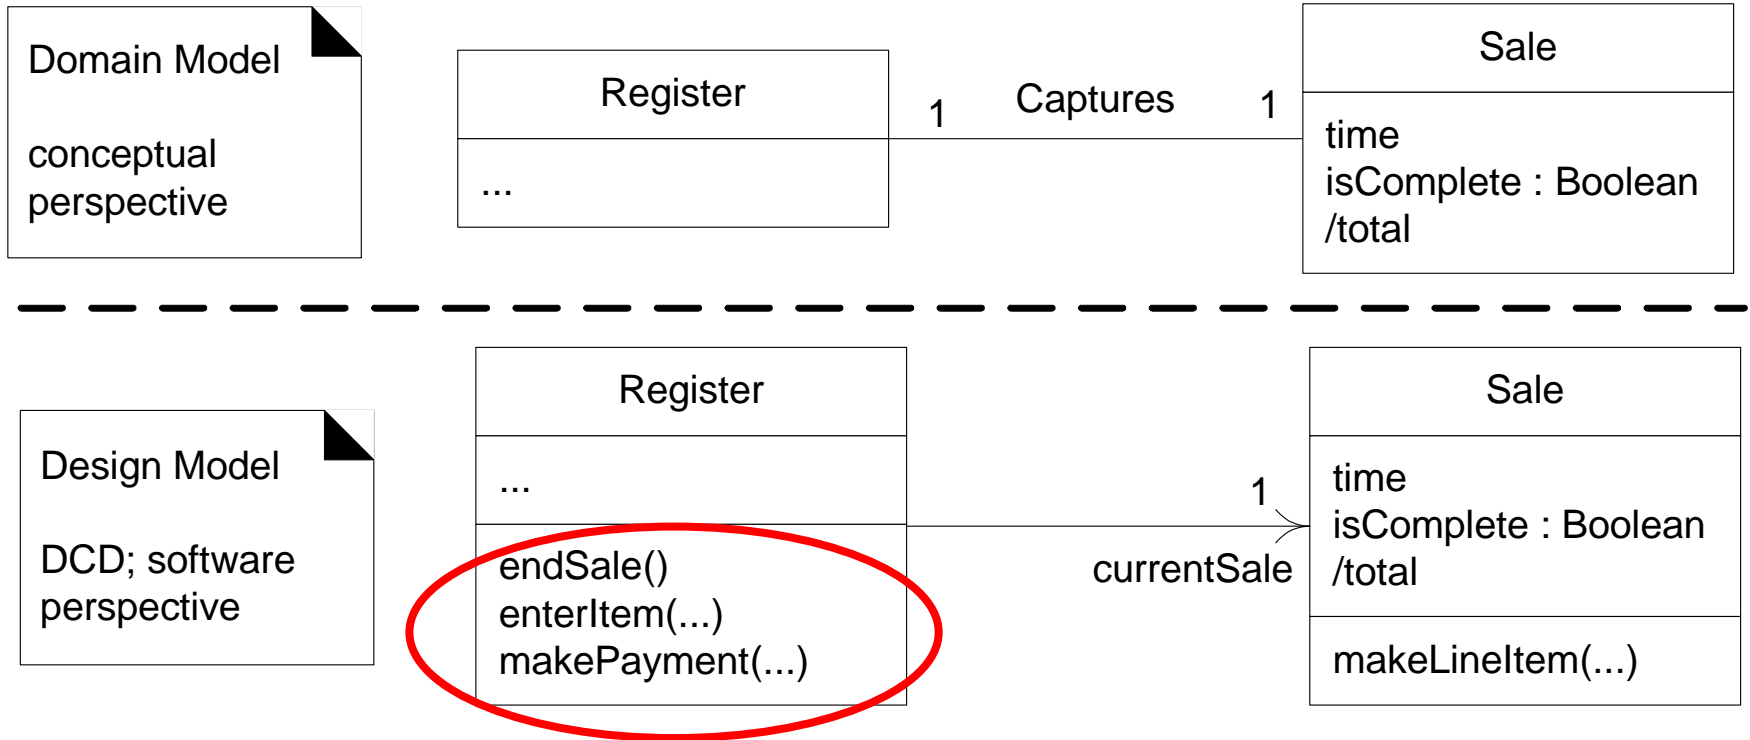 Domain Model
conceptual
perspective
Register
...
1
Captures
1
Sale
time
isComplete : Boolean
/total
Design Model
DCD; software
perspective
Register
...
endSale()
enterItem(...)
makePayment(...)
1
currentSale
Sale
time
isComplete : Boolean
/total
makeLineItem(...)